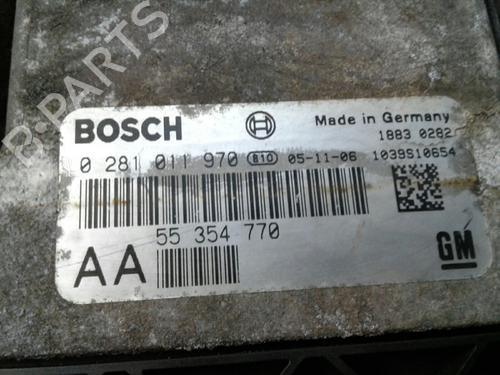 B-PARTS
BOSCH
Made in Germany
1883 0282
0 281 011 970 B10 05-11-06 1039S10654
AA 55 354 770
GM